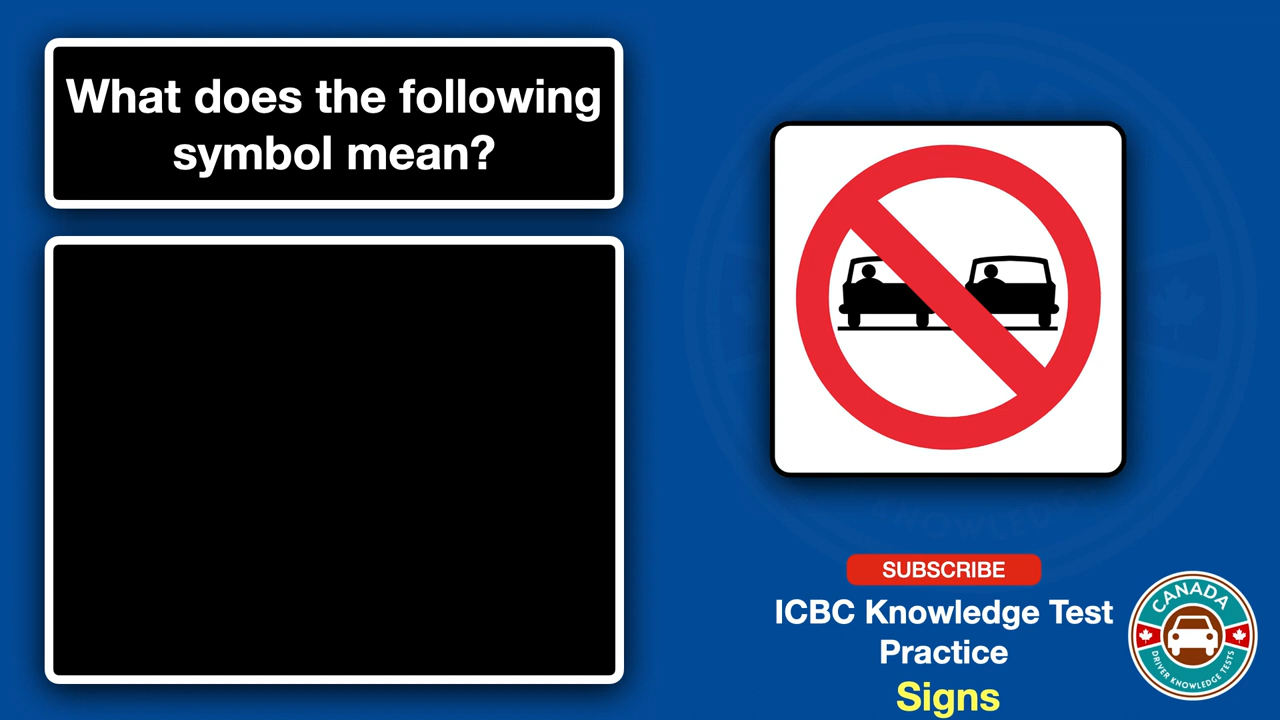 What does the following
symbol mean?
SUBSCRIBE
ICBC Knowledge Test
Practice
Signs
CANADA
DRIVER KNOWLEDGE TESTS